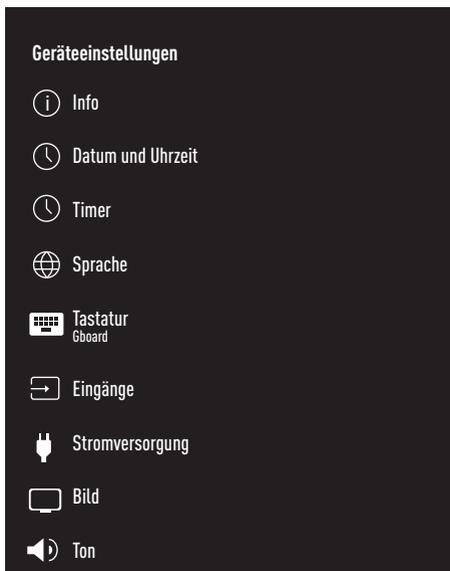 Geräteeinstellungen
Info
Datum und Uhrzeit
Timer
Sprache
Tastatur
Gboard
Eingänge
Stromversorgung
Bild
Ton